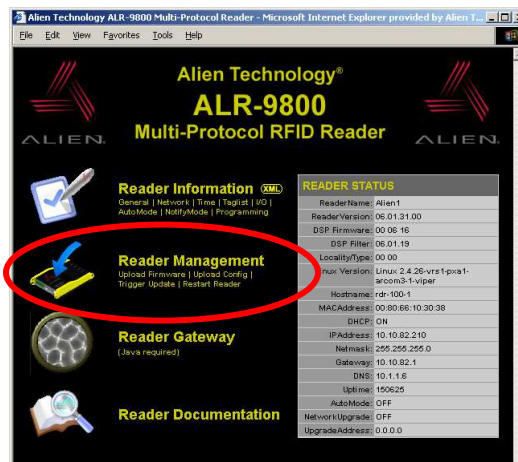 Alien Technology ALR-9800 Multi-Protocol Reader - Microsoft Internet Explorer provided by Alien T...
File Edit View Favorites Tools Help
Alien Technology®
ALR-9800
Multi-Protocol RFID Reader
ALIEN.
ALIEN.
Reader Information (XML)
General | Network | Time | Taglist | I/O |
AutoMode | NotifyMode | Programming
Reader Management
Upload Firmware | Upload Config |
Trigger Update | Restart Reader
Reader Gateway
(Java required)
Reader Documentation
READER STATUS
ReaderName: Alien1
ReaderVersion: 06.01.31.00
DSP Firmware: 00 06 16
DSP Filter: 06.01.19
Locality/Type: 00 00
nux Version: Linux 2.4.26-vrs1-pxa1-
arcom3-1-viper
Hostname: rdr-100-1
MACAddress: 00:80:66:10:30:38
DHCP: ON
IPAddress: 10.10.82.210
Netmask: 255.255.255.0
Gateway: 10.10.82.1
DNS: 10.1.1.6
Uptime: 150625
AutoMode: OFF
NetworkUpgrade: OFF
UpgradeAddress: 0.0.0.0